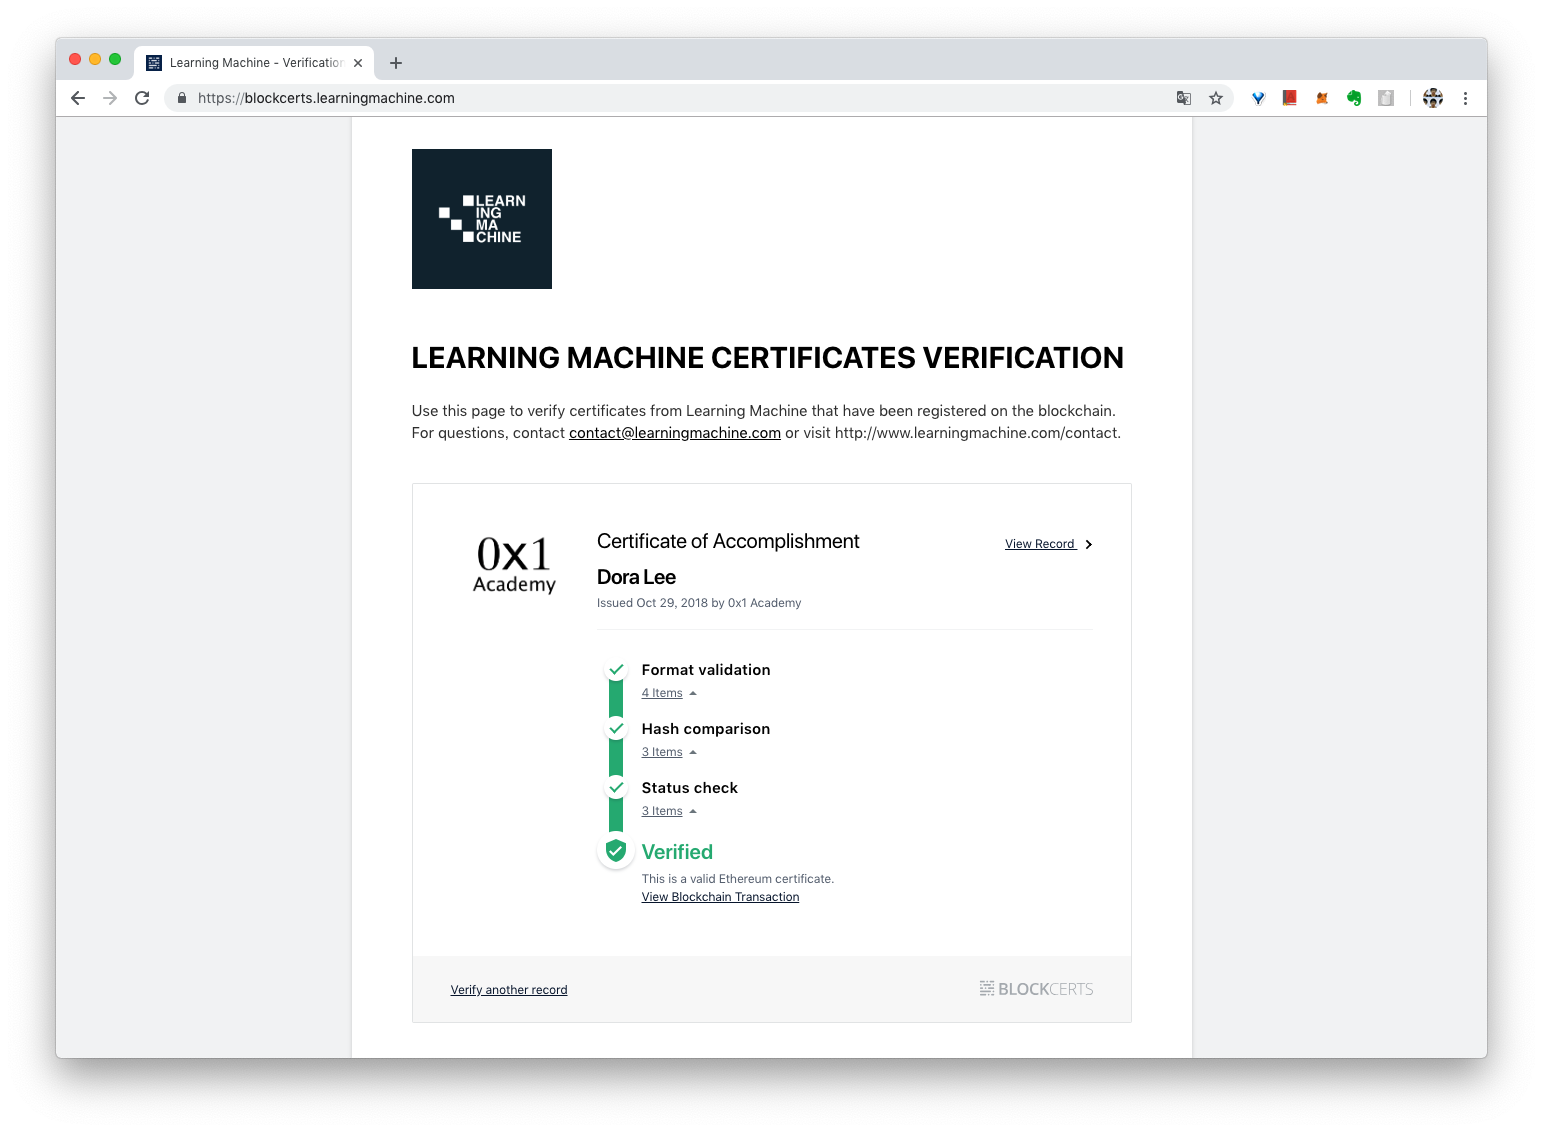 Learning Machine - Verification
https://blockcerts.learningmachine.com
LEARN
ING
MA
CHINE
LEARNING MACHINE CERTIFICATES VERIFICATION
Use this page to verify certificates from Learning Machine that have been registered on the blockchain.
For questions, contact contact@learningmachine.com or visit http://www.learningmachine.com/contact.
0x1
Academy
Certificate of Accomplishment
View Record
Dora Lee
Issued Oct 29, 2018 by 0x1 Academy
Format validation
4 Items
Hash comparison
3 Items
Status check
3 Items
Verified
This is a valid Ethereum certificate.
View Blockchain Transaction
Verify another record
BLOCKCERTS